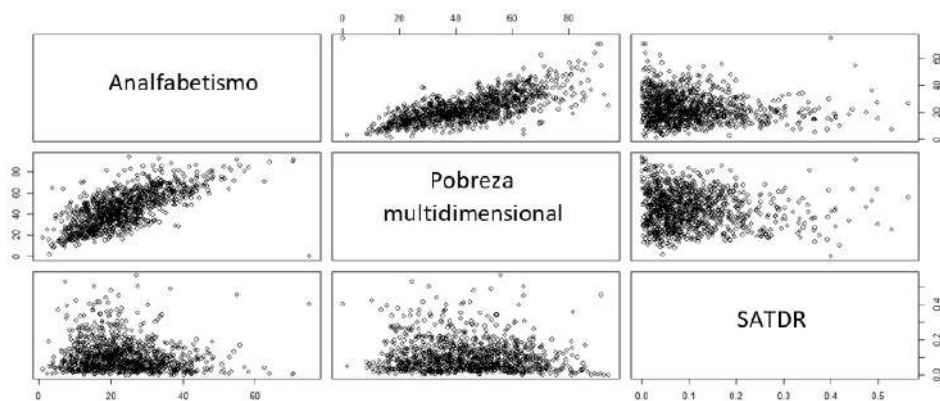 0 20 40 60 80
Analfabetismo
0 20 40 60
0 20 40 60 80
Pobreza
multidimensional
SATDR
0.0 0.2 0.4
0 20 40 60
0.0 0.1 0.2 0.3 0.4 0.5